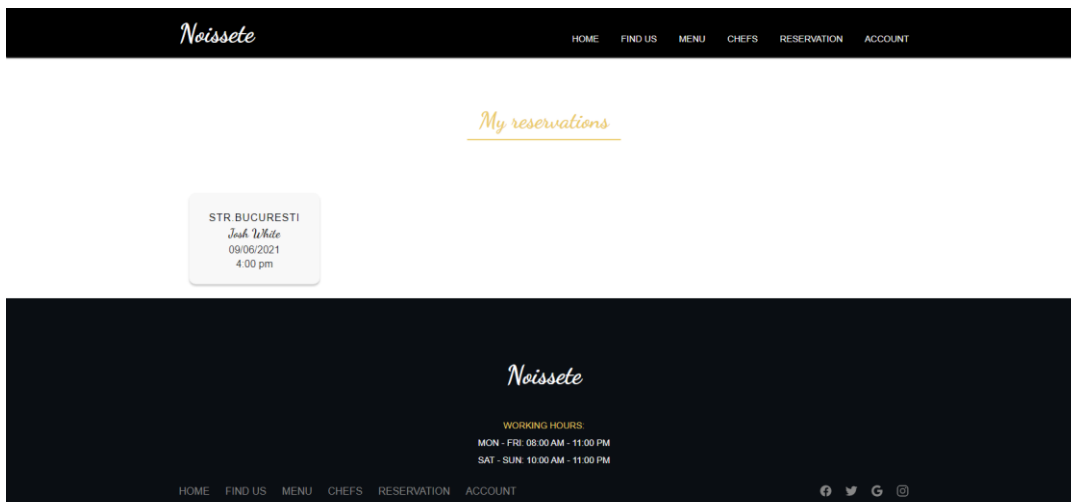 Noissete
HOME FIND US MENU CHEFS RESERVATION ACCOUNT
My reservations
STR.BUCURESTI
Josh White
09/06/2021
4:00 pm
Noissete
WORKING HOURS:
MON - FRI: 08:00 AM - 11:00 PM
SAT - SUN: 10:00 AM - 11:00 PM
HOME FIND US MENU CHEFS RESERVATION ACCOUNT